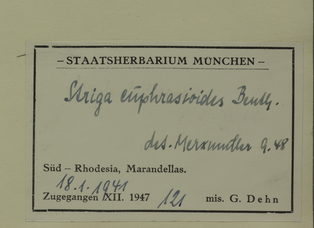 – STAATSHERBARIUM MÜNCHEN –
Striga euphrasioides Benth.
det. Merxmüller 9.48
Süd – Rhodesia, Marandellas.
18.1.1941
Zugegangen XII. 1947 121 mis. G. Dehn